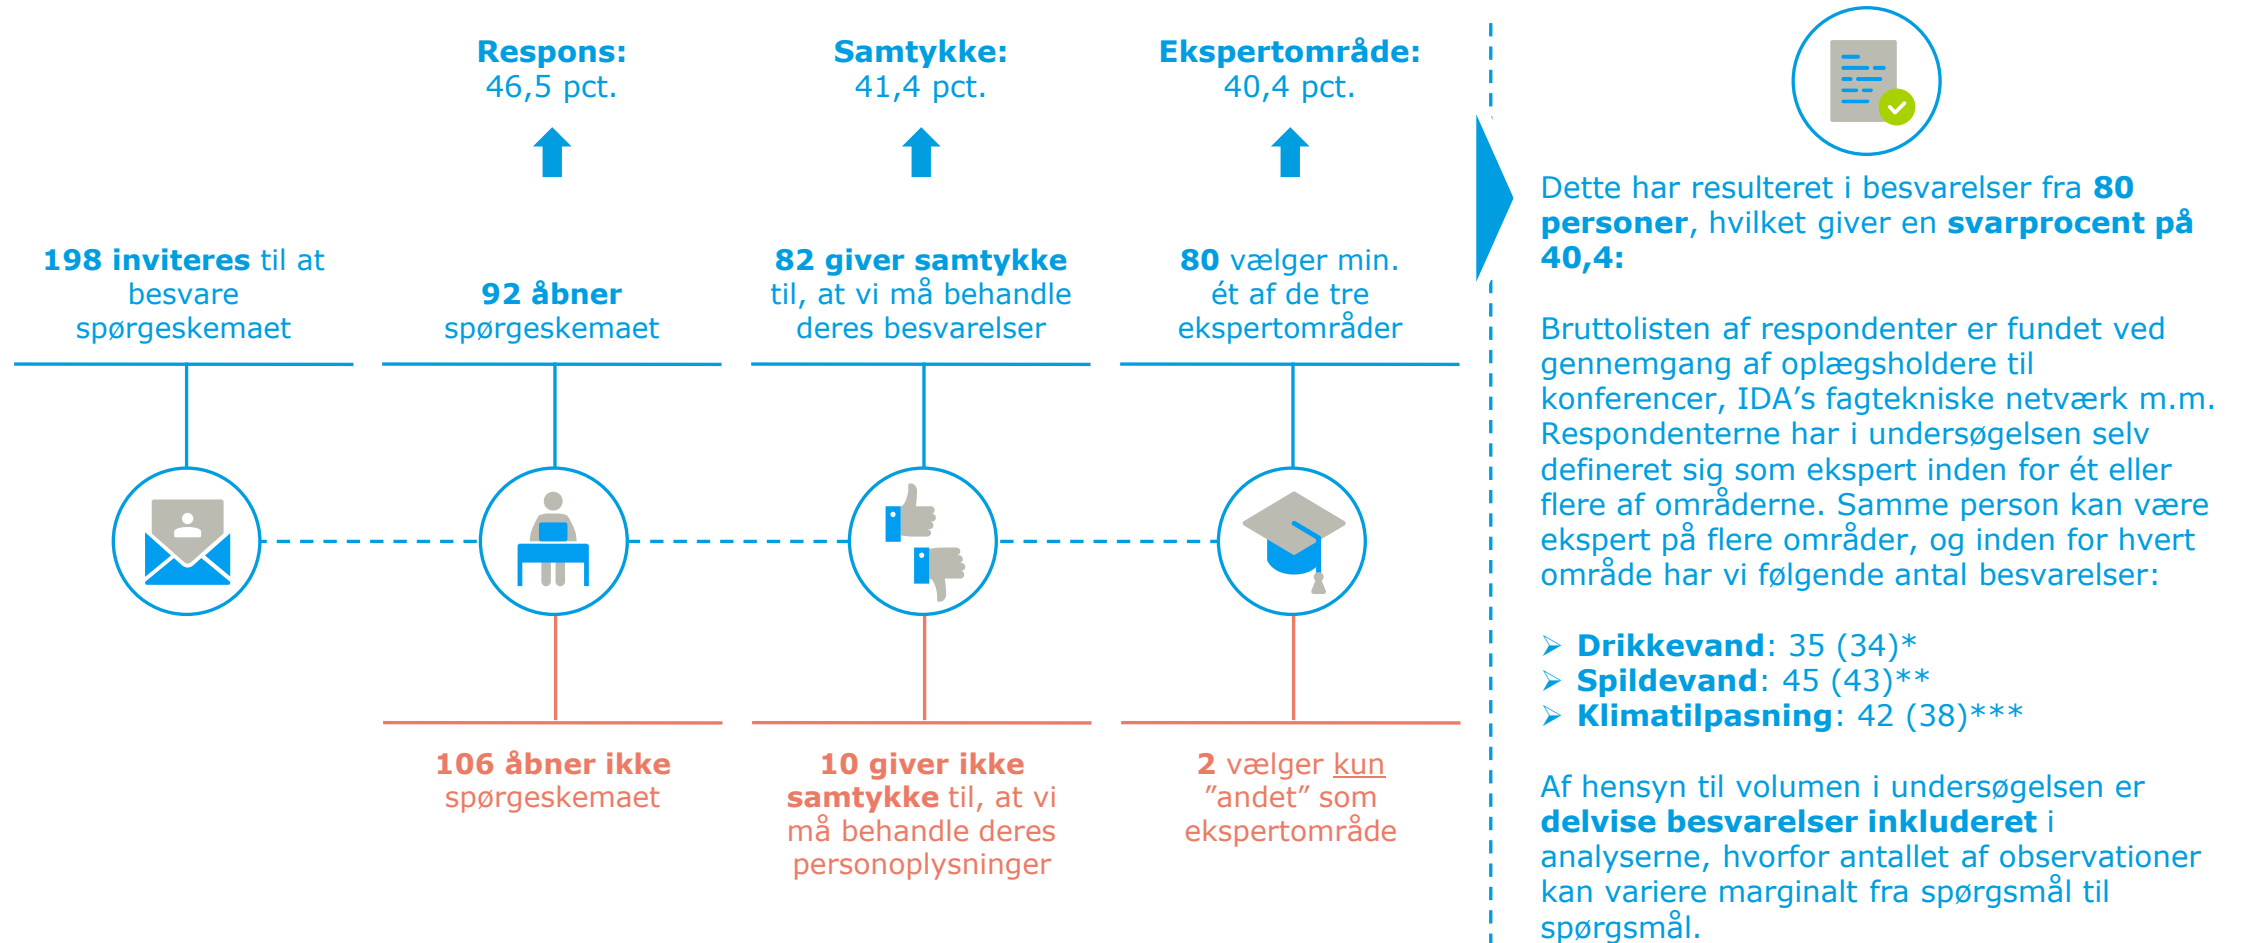 Respons:
46,5 pct.
Samtykke:
41,4 pct.
Ekspertområde:
40,4 pct.
198 inviteres til at
besvare
spørgeskemaet
92 åbner
spørgeskemaet
82 giver samtykke
til, at vi må behandle
deres besvarelser
80 vælger min.
ét af de tre
ekspertområder
106 åbner ikke
spørgeskemaet
10 giver ikke
samtykke til, at vi
må behandle deres
personoplysninger
2 vælger kun
”andet” som
ekspertområde
Dette har resulteret i besvarelser fra 80
personer, hvilket giver en svarprocent på
40,4:
Bruttolisten af respondenter er fundet ved
gennemgang af oplægsholdere til
konferencer, IDA’s fagtekniske netværk m.m.
Respondenterne har i undersøgelsen selv
defineret sig som ekspert inden for ét eller
flere af områderne. Samme person kan være
ekspert på flere områder, og inden for hvert
område har vi følgende antal besvarelser:
➢ Drikkevand: 35 (34)*
➢ Spildevand: 45 (43)**
➢ Klimatilpasning: 42 (38)***
Af hensyn til volumen i undersøgelsen er
delvise besvarelser inkluderet i
analyserne, hvorfor antallet af observationer
kan variere marginalt fra spørgsmål til
spørgsmål.